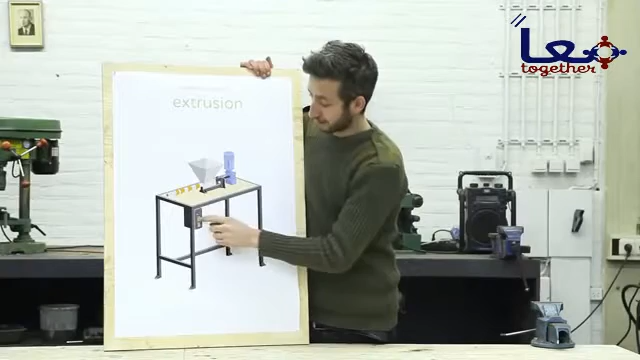 معاً
together
extrusion